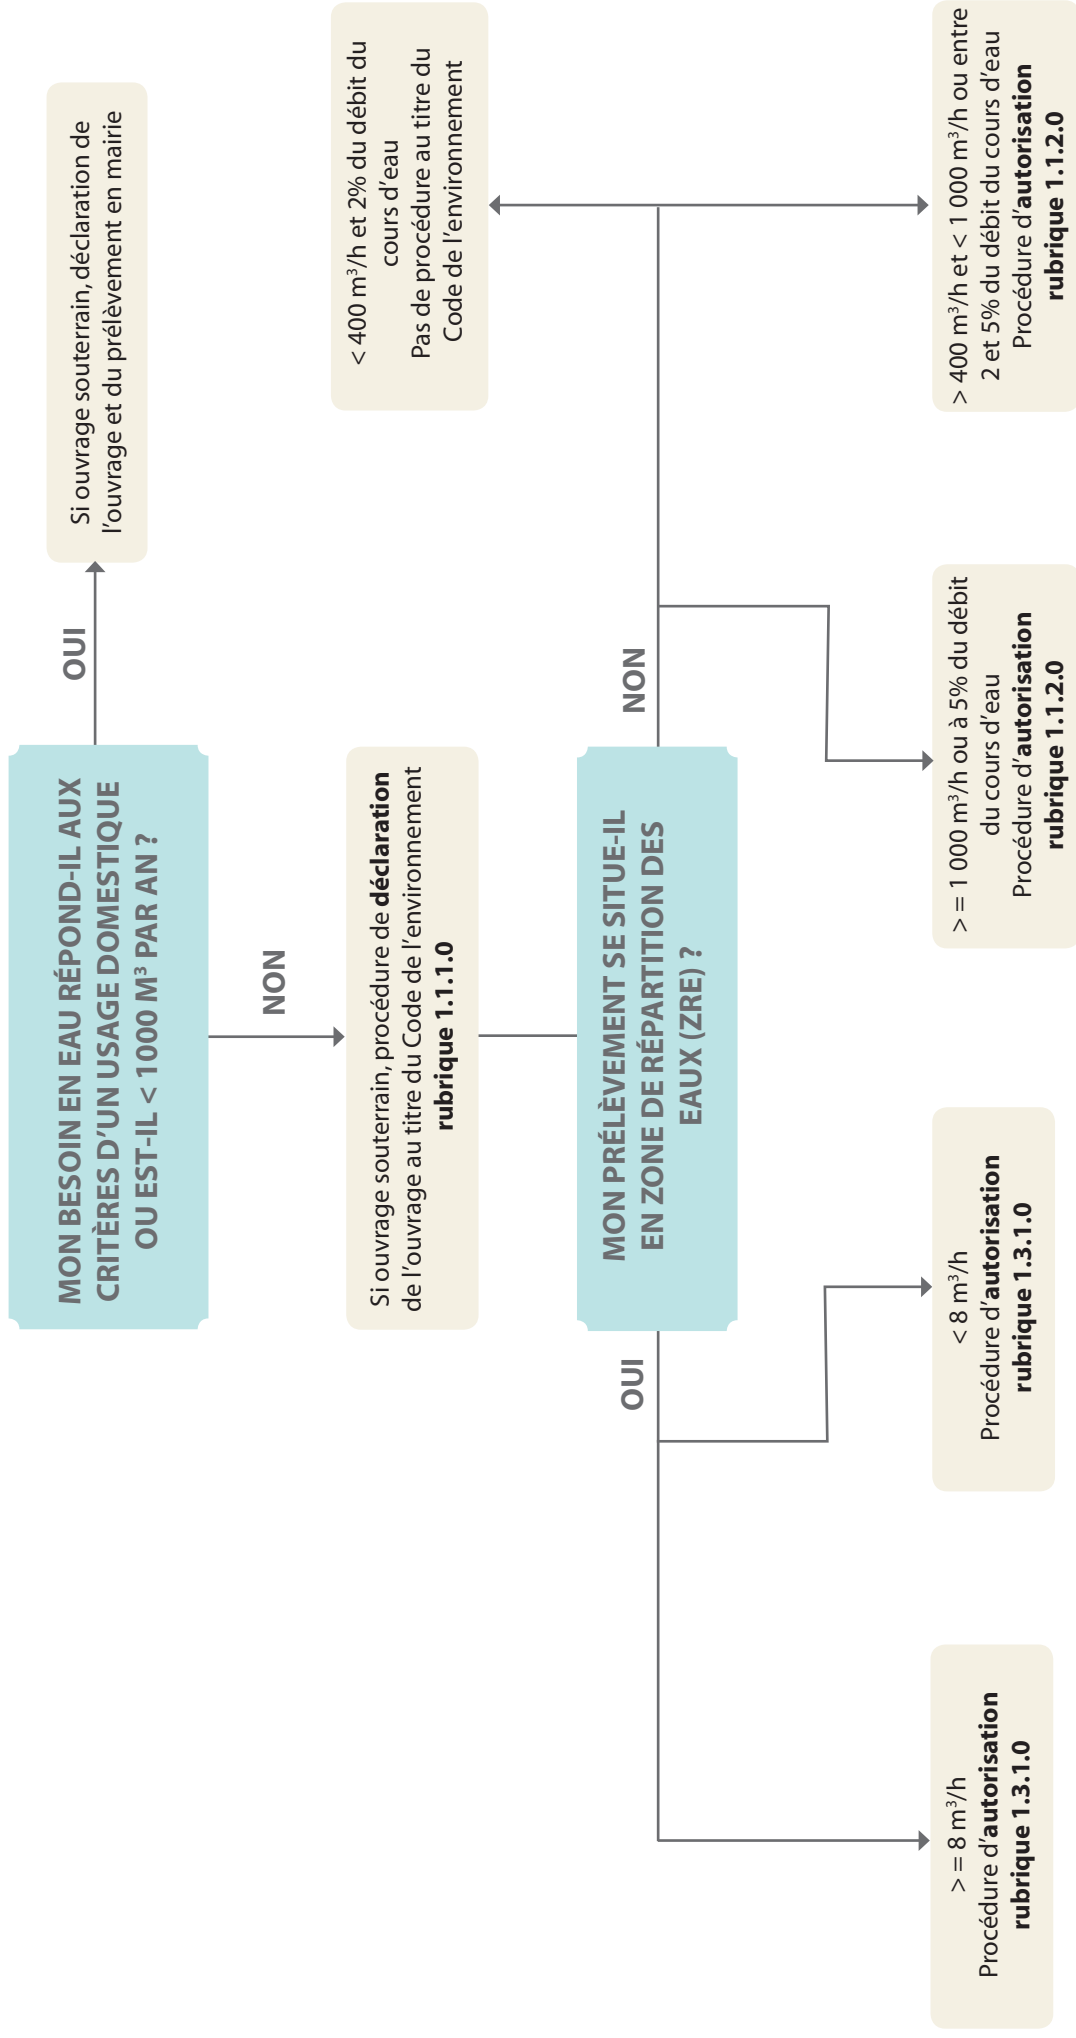 MON BESOIN EN EAU RÉPOND-IL AUX
CRITÈRES D'UN USAGE DOMESTIQUE
OU EST-IL < 1000 M³ PAR AN ?
OUI
Si ouvrage souterrain, déclaration de
l'ouvrage et du prélèvement en mairie
NON
Si ouvrage souterrain, procédure de déclaration
de l'ouvrage au titre du Code de l'environnement
rubrique 1.1.1.0
MON PRÉLÈVEMENT SE SITUE-IL
EN ZONE DE RÉPARTITION DES
EAUX (ZRE) ?
OUI
NON
< 400 m³/h et 2% du débit du
cours d'eau
Pas de procédure au titre du
Code de l'environnement
> = 8 m³/h
Procédure d'autorisation
rubrique 1.3.1.0
< 8 m³/h
Procédure d'autorisation
rubrique 1.3.1.0
> = 1 000 m³/h ou à 5% du débit
du cours d'eau
Procédure d'autorisation
rubrique 1.1.2.0
> 400 m³/h et < 1 000 m³/h ou entre
2 et 5% du débit du cours d'eau
Procédure d'autorisation
rubrique 1.1.2.0